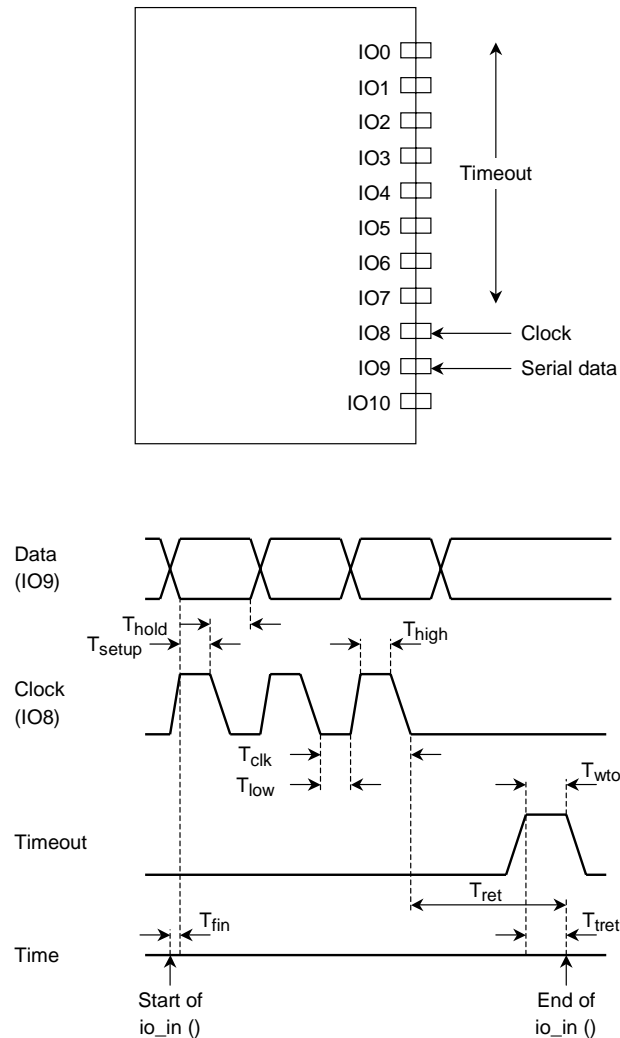 IO0
IO1
IO2
IO3
IO4
Timeout
IO5
IO6
IO7
IO8
Clock
IO9
Serial data
IO10
Data
(IO9)
Thold
Tsetup
Thigh
Clock
(IO8)
Tclk
Tlow
Twto
Timeout
Tret
Tfin
Ttret
Time
Start of
io_in ()
End of
io_in ()